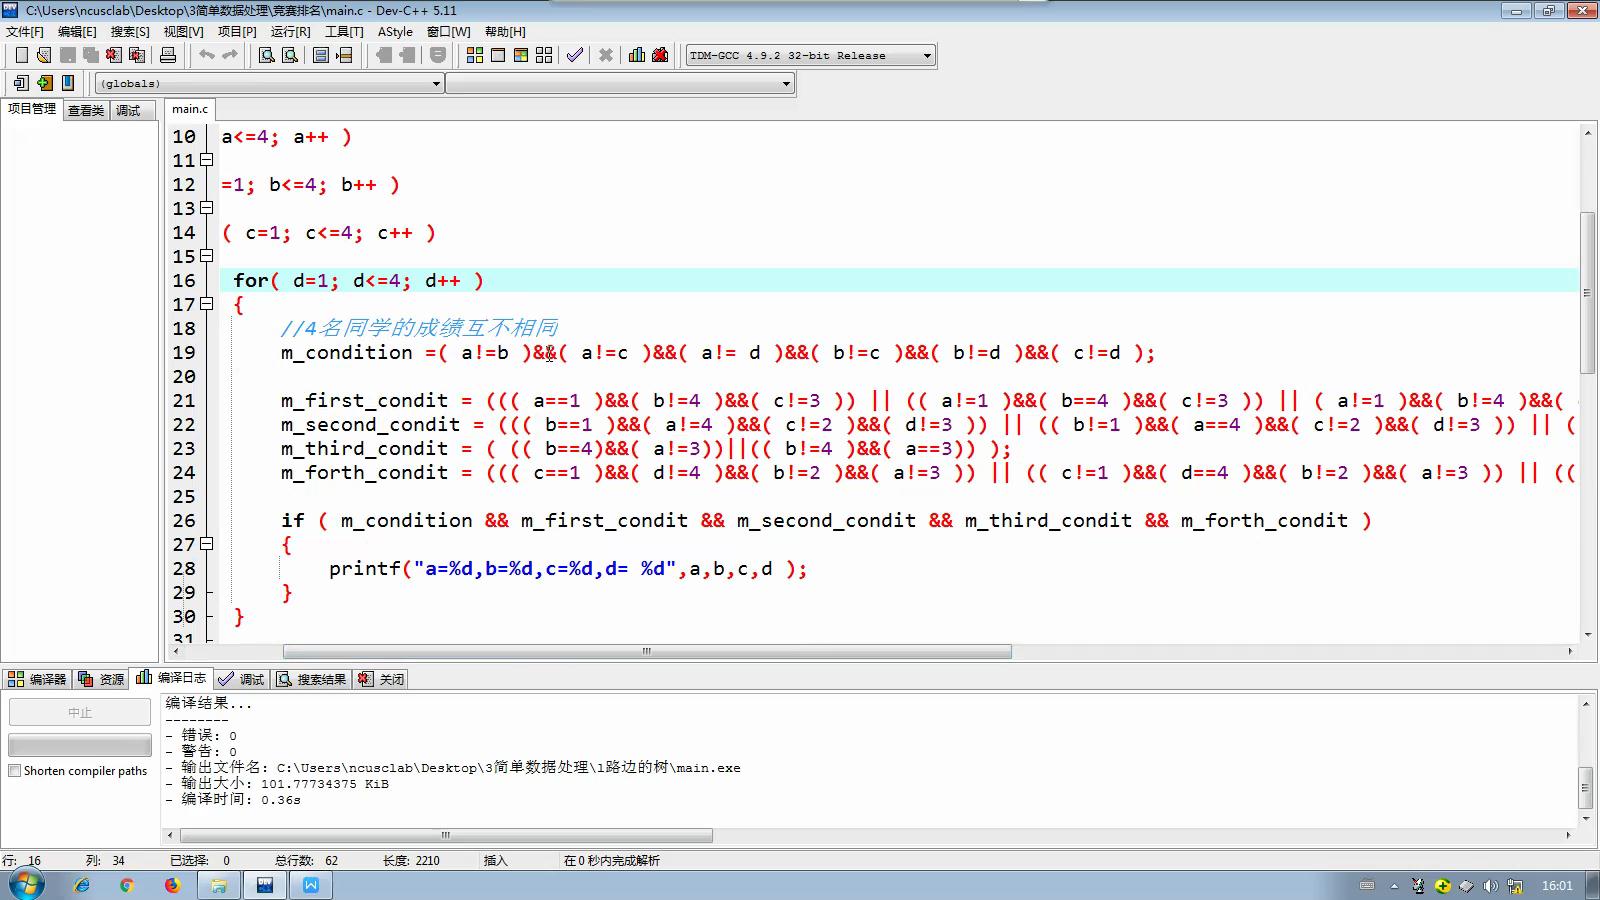 C:\Users\ncusclab\Desktop\3简单数据处理\竞赛排名\main.c - Dev-C++ 5.11
文件[F] 编辑[E] 搜索[S] 视图[V] 项目[P] 运行[R] 工具[T] AStyle 窗口[W] 帮助[H]
TDM-GCC 4.9.2 32-bit Release
(globals)
项目管理 查看类 调试
main.c
10 a<=4; a++ )
11
12 =1; b<=4; b++ )
13
14 ( c=1; c<=4; c++ )
15
16 for( d=1; d<=4; d++ )
17 {
18 //4名同学的成绩互不相同
19 m_condition =( a!=b )&&( a!=c )&&( a!= d )&&( b!=c )&&( b!=d )&&( c!=d );
20
21 m_first_condit = ((( a==1 )&&( b!=4 )&&( c!=3 )) || (( a!=1 )&&( b==4 )&&( c!=3 )) || ( a!=1 )&&( b!=4 )&&(
22 m_second_condit = ((( b==1 )&&( a!=4 )&&( c!=2 )&&( d!=3 )) || (( b!=1 )&&( a==4 )&&( c!=2 )&&( d!=3 )) || (
23 m_third_condit = ( (( b==4)&&( a!=3))||(( b!=4 )&&( a==3)) );
24 m_forth_condit = ((( c==1 )&&( d!=4 )&&( b!=2 )&&( a!=3 )) || (( c!=1 )&&( d==4 )&&( b!=2 )&&( a!=3 )) || ((
25
26 if ( m_condition && m_first_condit && m_second_condit && m_third_condit && m_forth_condit )
27 {
28 printf("a=%d,b=%d,c=%d,d= %d",a,b,c,d );
29 }
30 }
31
编译器 资源 编译日志 调试 搜索结果 关闭
中止
Shorten compiler paths
编译结果...
--------
- 错误: 0
- 警告: 0
- 输出文件名: C:\Users\ncusclab\Desktop\3简单数据处理\1路边的树\main.exe
- 输出大小: 101.77734375 KiB
- 编译时间: 0.36s
行: 16 列: 34 已选择: 0 总行数: 62 长度: 2210 插入 在 0 秒内完成解析
16:01